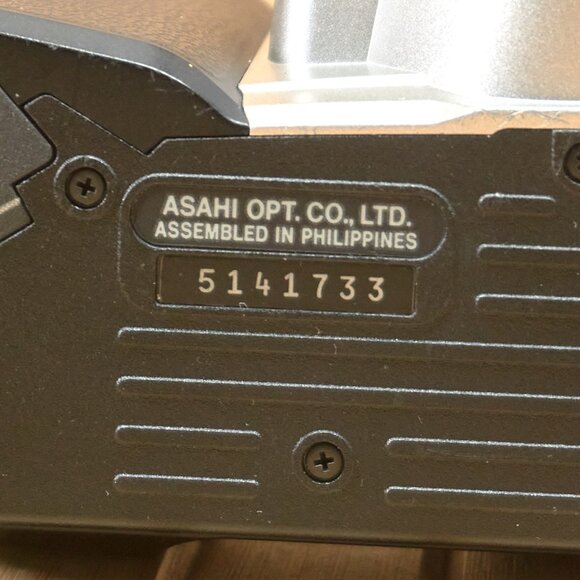 ASAHI OPT. CO., LTD.
ASSEMBLED IN PHILIPPINES
5141733